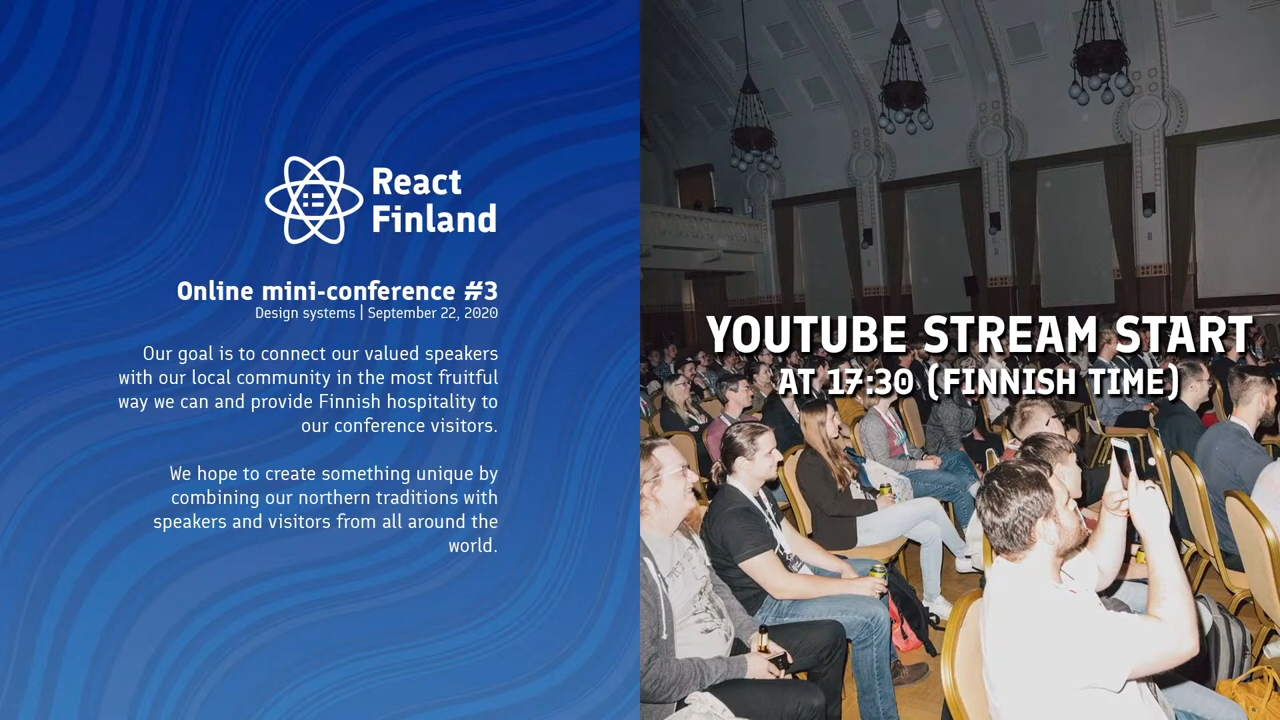 React
Finland
Online mini-conference #3
Design systems | September 22, 2020
Our goal is to connect our valued speakers
with our local community in the most fruitful
way we can and provide Finnish hospitality to
our conference visitors.
We hope to create something unique by
combining our northern traditions with
speakers and visitors from all around the
world.
YOUTUBE STREAM START
AT 17:30 (FINNISH TIME)